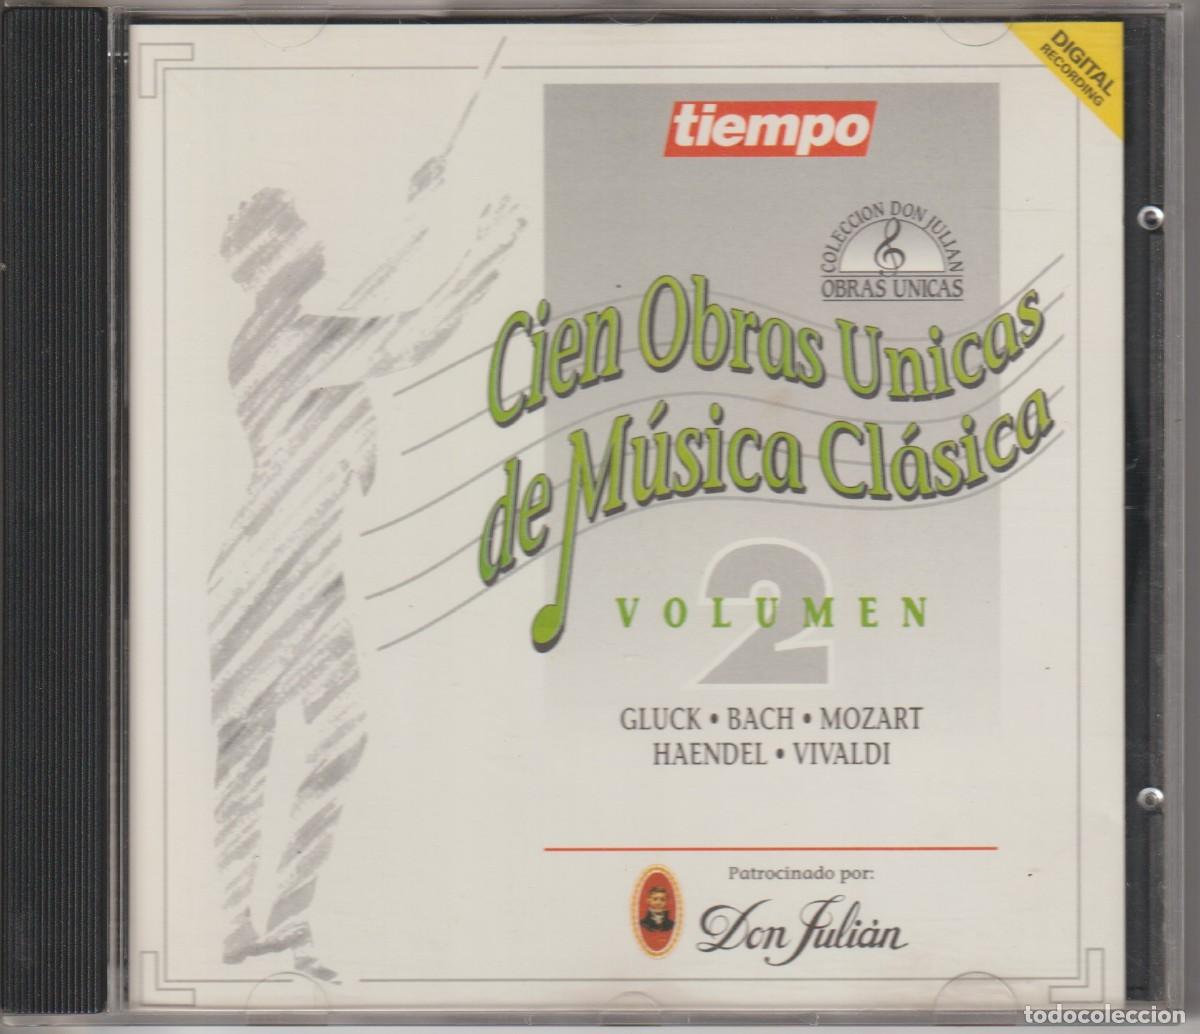 DIGITAL
RECORDING
tiempo
COLECCION DON JULIAN
OBRAS UNICAS
Cien Obras Unicas
de Música Clásica
2
VOLUMEN
GLUCK • BACH • MOZART
HAENDEL • VIVALDI
Patrocinado por:
Don Julián
todocoleccion